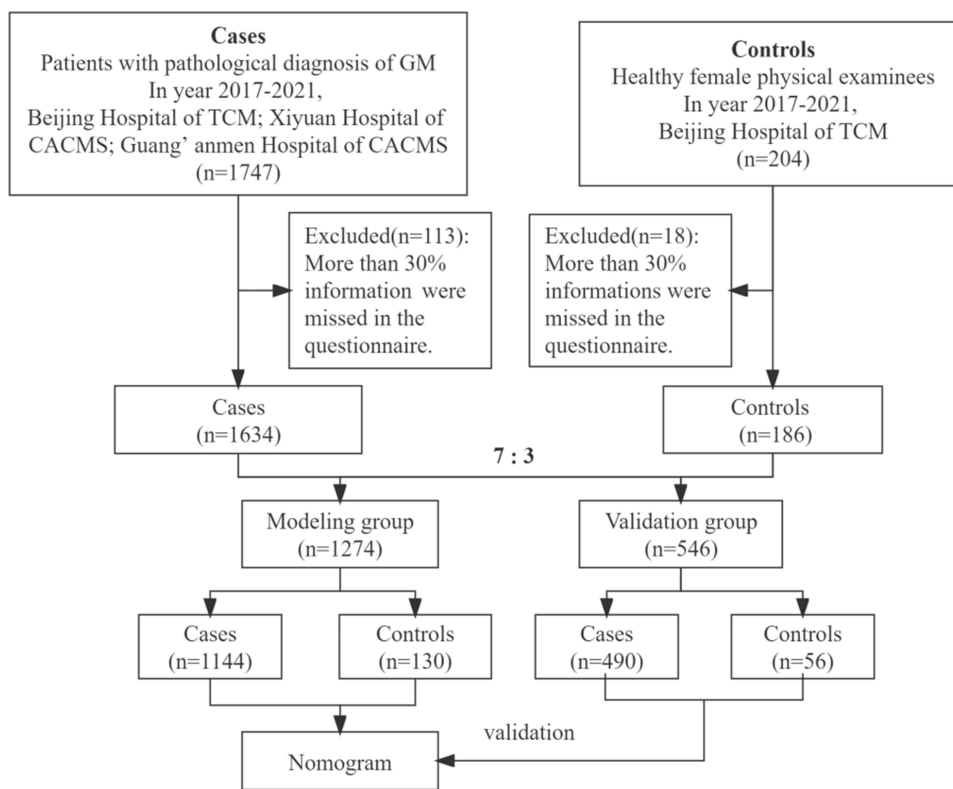 Cases
Patients with pathological diagnosis of GM
In year 2017-2021,
Beijing Hospital of TCM; Xiyuan Hospital of
CACMS; Guang’ anmen Hospital of CACMS
(n=1747)
Controls
Healthy female physical examinees
In year 2017-2021,
Beijing Hospital of TCM
(n=204)
Excluded(n=113):
More than 30%
information were
missed in the
questionnaire.
Excluded(n=18):
More than 30%
informations were
missed in the
questionnaire.
Cases
(n=1634)
Controls
(n=186)
7 : 3
Modeling group
(n=1274)
Validation group
(n=546)
Cases
(n=1144)
Controls
(n=130)
Cases
(n=490)
Controls
(n=56)
validation
Nomogram